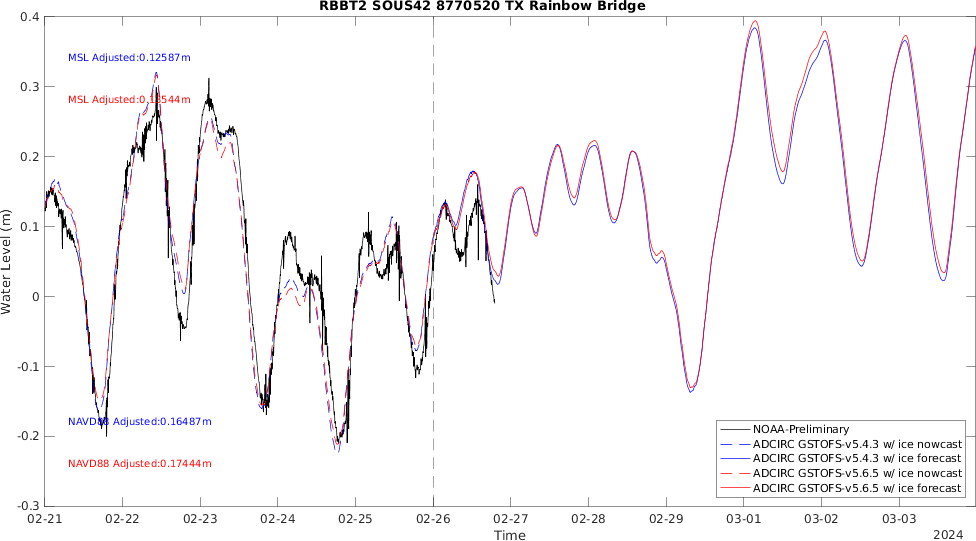 RBBT2 SOUS42 8770520 TX Rainbow Bridge
0.4
0.3
0.2
0.1
0
-0.1
-0.2
-0.3
Water Level (m)
MSL Adjusted:0.12587m
MSL Adjusted:0.13544m
NAVD88 Adjusted:0.16487m
NAVD88 Adjusted:0.17444m
NOAA-Preliminary
ADCIRC GSTOFS-v5.4.3 w/ ice nowcast
ADCIRC GSTOFS-v5.4.3 w/ ice forecast
ADCIRC GSTOFS-v5.6.5 w/ ice nowcast
ADCIRC GSTOFS-v5.6.5 w/ ice forecast
02-21 02-22 02-23 02-24 02-25 02-26 02-27 02-28 02-29 03-01 03-02 03-03
Time
2024